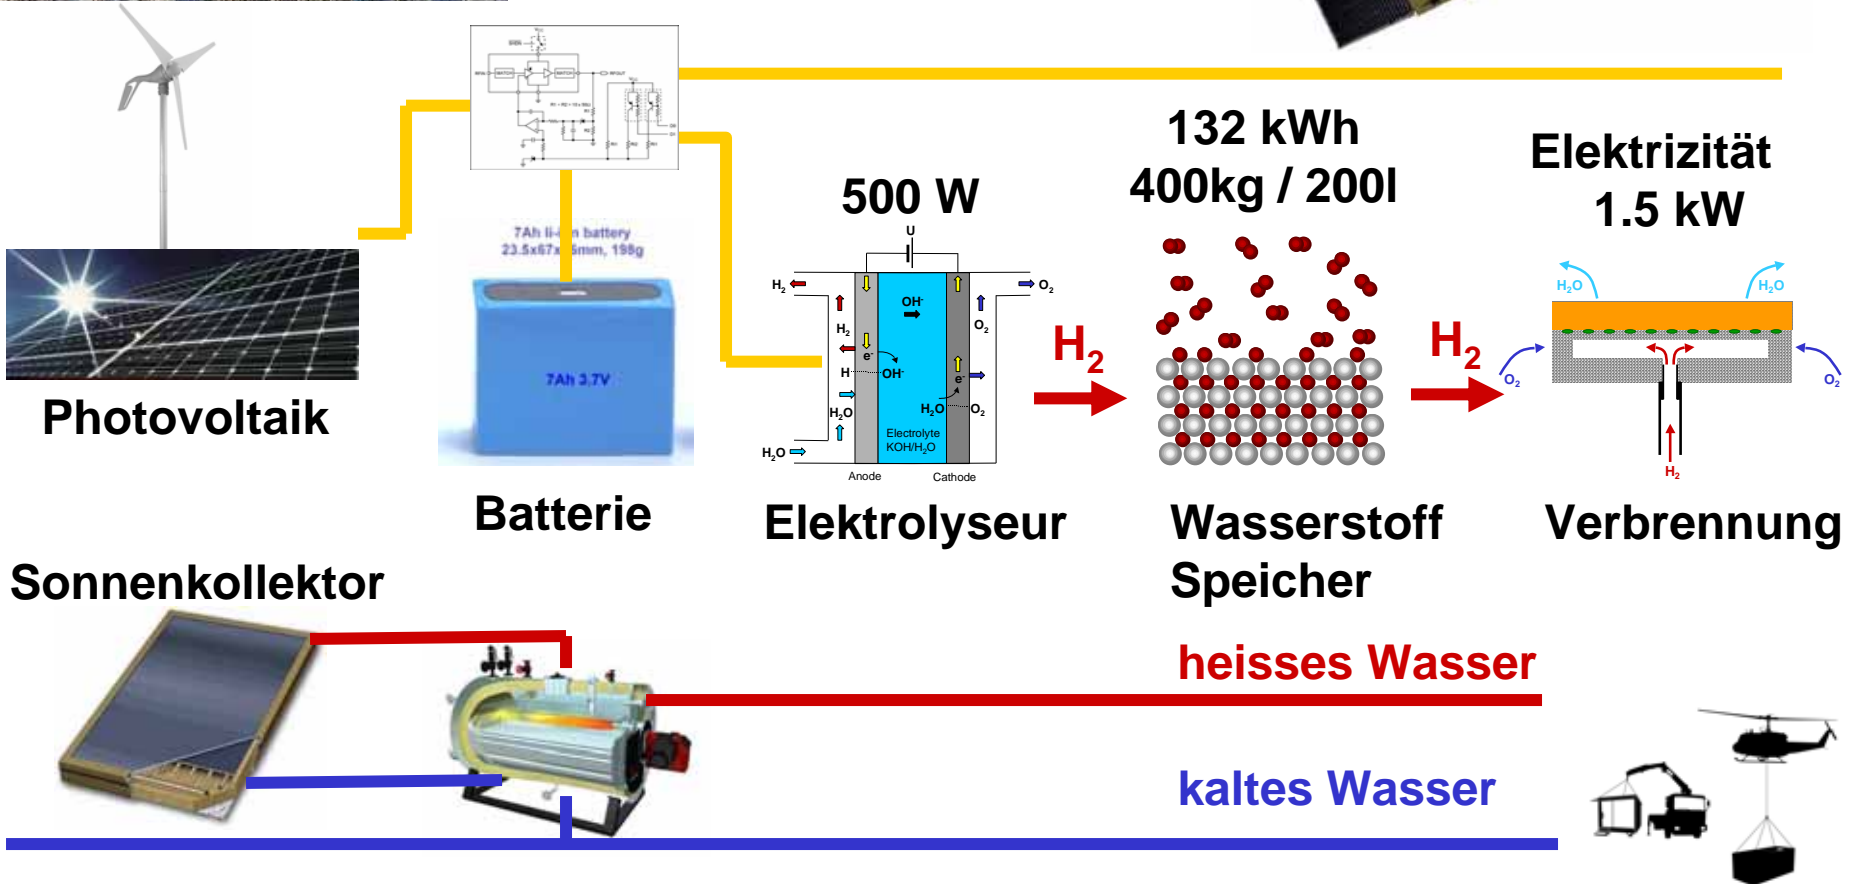 132 kWh
400kg / 200l
Elektrizität
1.5 kW
500 W
7Ah li-ion battery
198g
7Ah 3.7V
U
H2
O2
OH-
H2
O2
e-
H
OH-
e-
H2O
H2O
O2
Electrolyte
KOH/H2O
H2O
Anode
Cathode
H2
H2
H2O
H2O
O2
O2
H2
Photovoltaik
Batterie
Elektrolyseur
Wasserstoff
Speicher
Verbrennung
Sonnenkollektor
heisses Wasser
kaltes Wasser